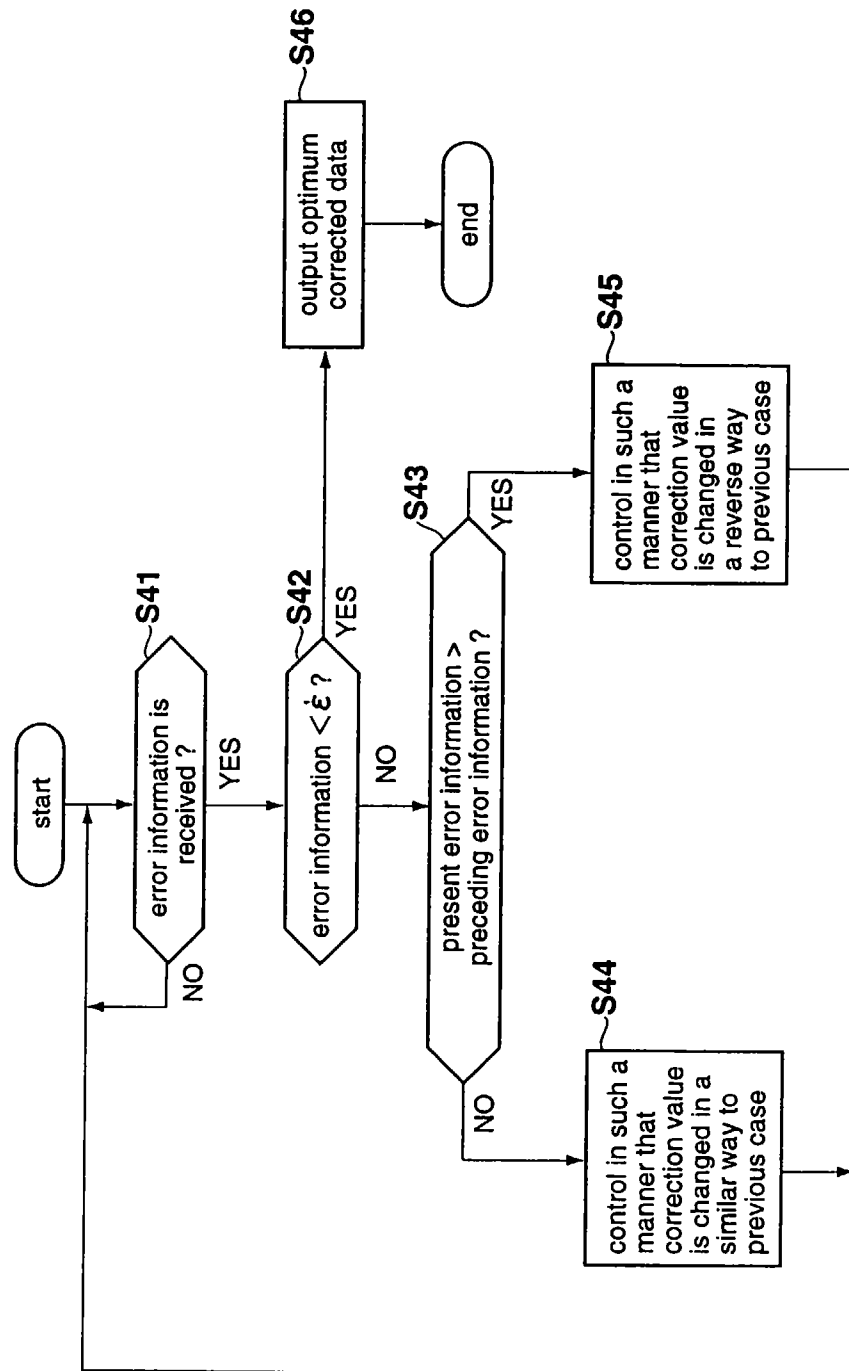 start
S41
error information is
received ?
NO
YES
S42
error information < ε ?
YES
NO
S46
output optimum
corrected data
end
S43
present error information >
preceding error information ?
NO
YES
S44
control in such a
manner that
correction value
is changed in a
similar way to
previous case
S45
control in such a
manner that
correction value
is changed in
a reverse way
to previous case